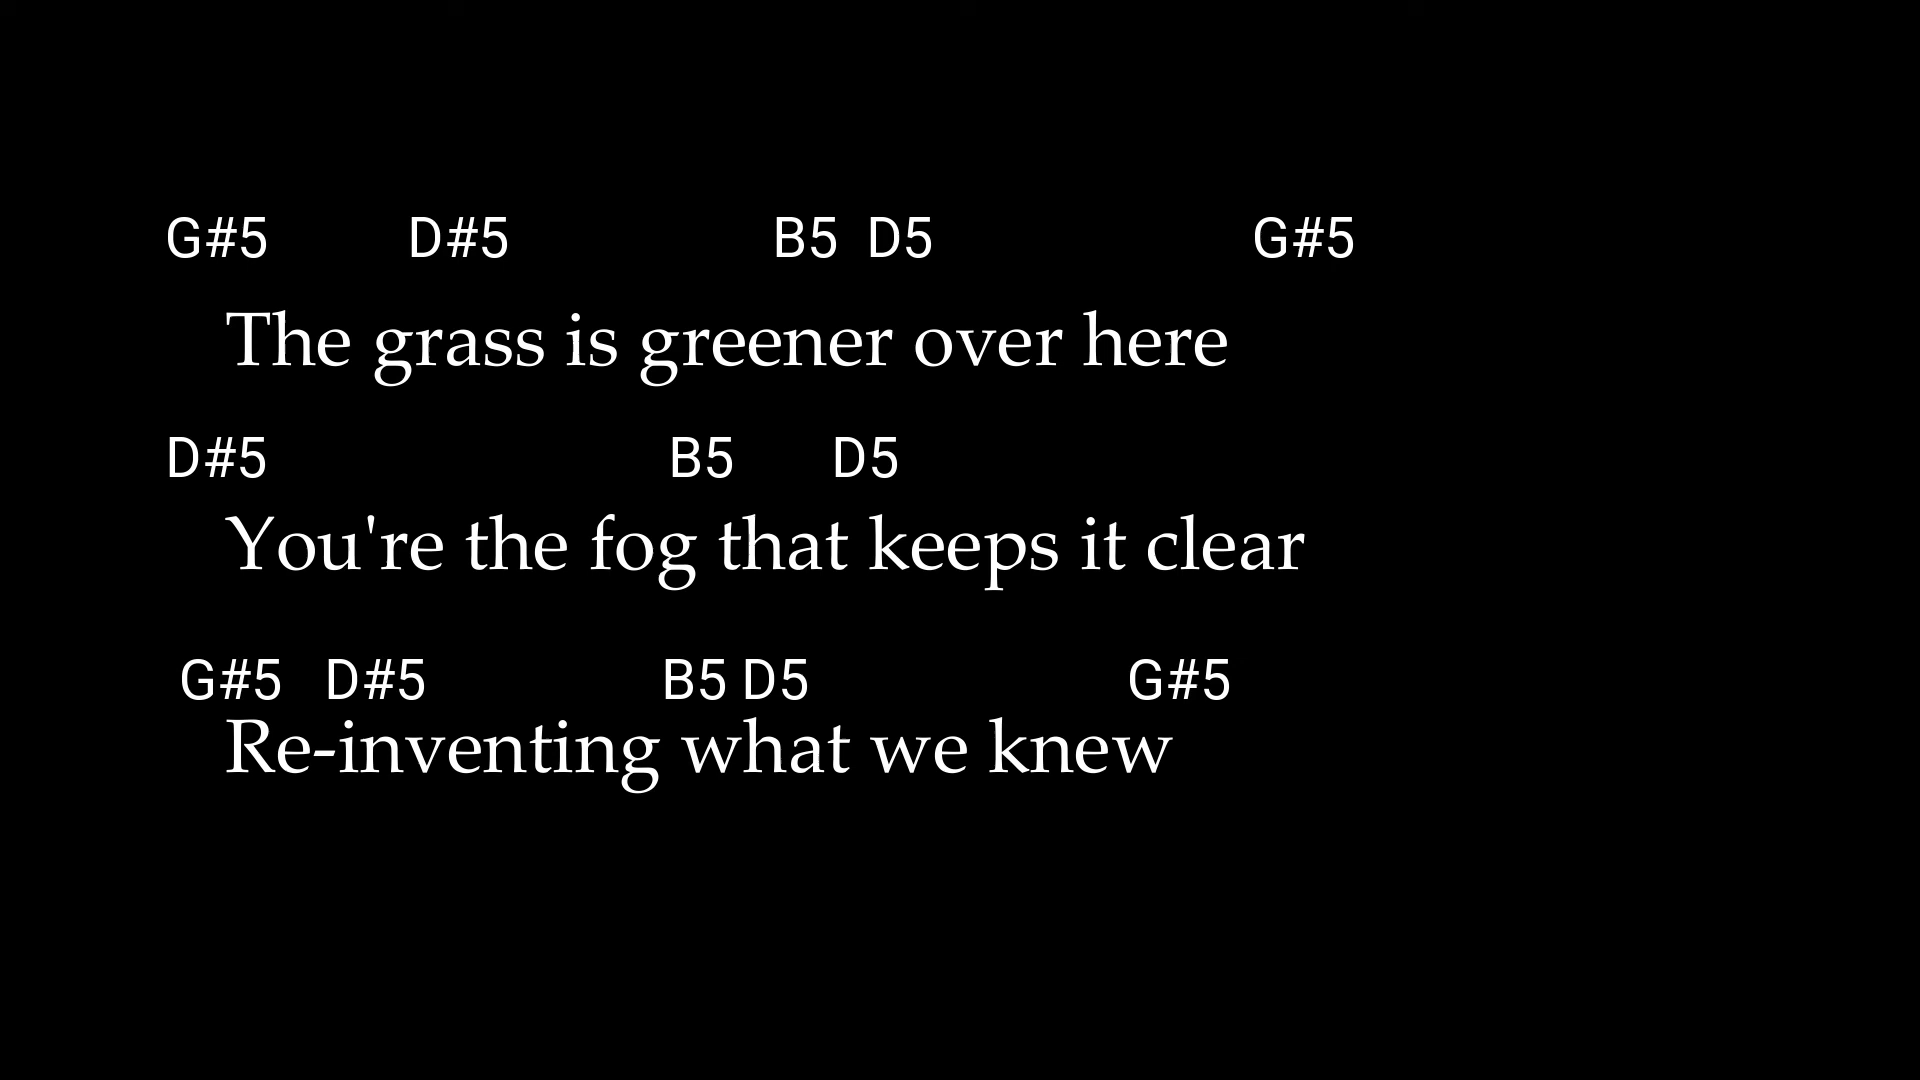 G#5 D#5 B5 D5 G#5
The grass is greener over here
D#5 B5 D5
You're the fog that keeps it clear
G#5 D#5 B5 D5 G#5
Re-inventing what we knew